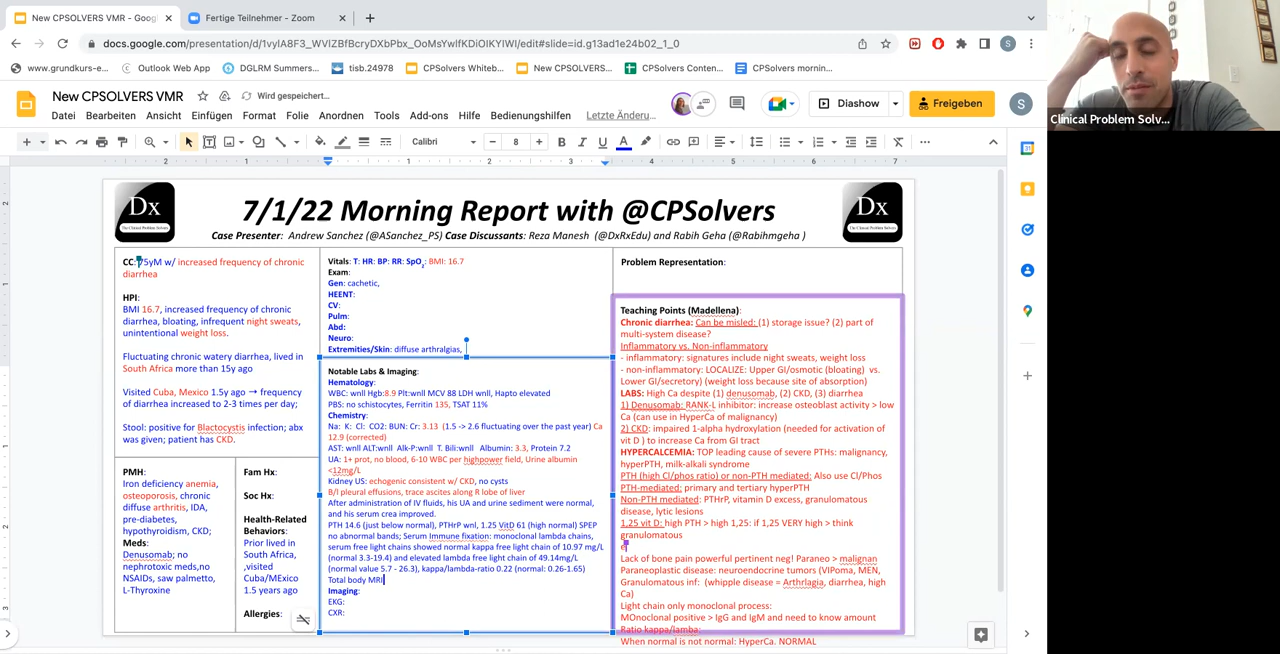 New CPSOLVERS VMR - Goog
Fertige Teilnehmer - Zoom
docs.google.com/presentation/d/1vyIA8F3_WVIZBfBcryDXbPbx_OoMsYwlfKDiOIKYIWI/edit#slide=id.g13ad1e24b02_1_0
www.grundkurs-e...
Outlook Web App
DGLRM Summers...
tisb.24978
CPSolvers Whiteb...
New CPSOLVERS...
CPSolvers Conten...
CPSolvers mornin...
New CPSOLVERS VMR
Wird gespeichert...
Datei Bearbeiten Ansicht Einfügen Format Folie Anordnen Tools Add-ons Hilfe Bedienungshilfen Letzte Änderu...
Diashow
Freigeben
S
Calibri
8
Clinical Problem Solv...
Dx
The Clinical Problem Solvers
7/1/22 Morning Report with @CPSolvers
Case Presenter: Andrew Sanchez (@ASanchez_PS) Case Discussants: Reza Manesh (@DxRxEdu) and Rabih Geha (@Rabihmgeha )
Dx
The Clinical Problem Solvers
CC: 75yM w/ increased frequency of chronic
diarrhea
HPI:
BMI 16.7, increased frequency of chronic
diarrhea, bloating, infrequent night sweats,
unintentional weight loss.
Fluctuating chronic watery diarrhea, lived in
South Africa more than 15y ago
Visited Cuba, Mexico 1.5y ago → frequency
of diarrhea increased to 2-3 times per day;
Stool: positive for Blactocystis infection; abx
was given; patient has CKD.
PMH:
Iron deficiency anemia,
osteoporosis, chronic
diffuse arthritis, IDA,
pre-diabetes,
hypothyroidism, CKD;
Meds:
Denosumab; no
nephrotoxic meds,no
NSAIDs, saw palmetto,
L-Thyroxine
Fam Hx:
Soc Hx:
Health-Related
Behaviors:
Prior lived in
South Africa,
,visited
Cuba/MExico
1.5 years ago
Allergies:
Vitals: T: HR: BP: RR: SpO2: BMI: 16.7
Exam:
Gen: cachetic,
HEENT:
CV:
Pulm:
Abd:
Neuro:
Extremities/Skin: diffuse arthralgias,
Notable Labs & Imaging:
Hematology:
WBC: wnll Hgb:8.9 Plt:wnll MCV 88 LDH wnll, Hapto elevated
PBS: no schistocytes, Ferritin 135, TSAT 11%
Chemistry:
Na: K: Cl: CO2: BUN: Cr: 3.13 (1.5 -> 2.6 fluctuating over the past year) Ca
12.9 (corrected)
AST: wnll ALT:wnll Alk-P:wnll T. Bili:wnll Albumin: 3.3, Protein 7.2
UA: 1+ prot, no blood, 6-10 WBC per highpower field, Urine albumin
<12mg/L
Kidney US: echogenic consistent w/ CKD, no cysts
B/l pleural effusions, trace ascites along R lobe of liver
After administration of IV fluids, his UA and urine sediment were normal,
and his serum crea improved.
PTH 14.6 (just below normal), PTHrP wnl, 1.25 VitD 61 (high normal) SPEP
no abnormal bands; Serum Immune fixation: monoclonal lambda chains,
serum free light chains showed normal kappa free light chain of 10.97 mg/L
(normal 3.3-19.4) and elevated lambda free light chain of 49.14mg/L
(normal value 5.7 - 26.3), kappa/lambda-ratio 0.22 (normal: 0.26-1.65)
Total body MRI
Imaging:
EKG:
CXR:
Problem Representation:
Teaching Points (Madellena):
Chronic diarrhea: Can be misled: (1) storage issue? (2) part of
multi-system disease?
Inflammatory vs. Non-inflammatory
- inflammatory: signatures include night sweats, weight loss
- non-inflammatory: LOCALIZE: Upper GI/osmotic (bloating) vs.
Lower GI/secretory) (weight loss because site of absorption)
LABS: High Ca despite (1) denusomab, (2) CKD, (3) diarrhea
1) Denusomab: RANK-L inhibitor: increase osteoblast activity > low
Ca (can use in HyperCa of malignancy)
2) CKD: impaired 1-alpha hydroxylation (needed for activation of
vit D ) to increase Ca from GI tract
HYPERCALCEMIA: TOP leading cause of severe PTHs: malignancy,
hyperPTH, milk-alkali syndrome
PTH (high Cl/phos ratio) or non-PTH mediated: Also use Cl/Phos
PTH-mediated: primary and tertiary hyperPTH
Non-PTH mediated: PTHrP, vitamin D excess, granulomatous
disease, lytic lesions
1,25 vit D: high PTH > high 1,25: if 1,25 VERY high > think
granulomatous
Lack of bone pain powerful pertinent neg! Paraneo > malignan
Paraneoplastic disease: neuroendocrine tumors (VIPoma, MEN,
Granulomatous inf: (whipple disease = Arthrlagia, diarrhea, high
Ca)
Light chain only monoclonal process:
MOnoclonal positive > IgG and IgM and need to know amount
Ratio kappa/lamba:
When normal is not normal: HyperCa. NORMAL